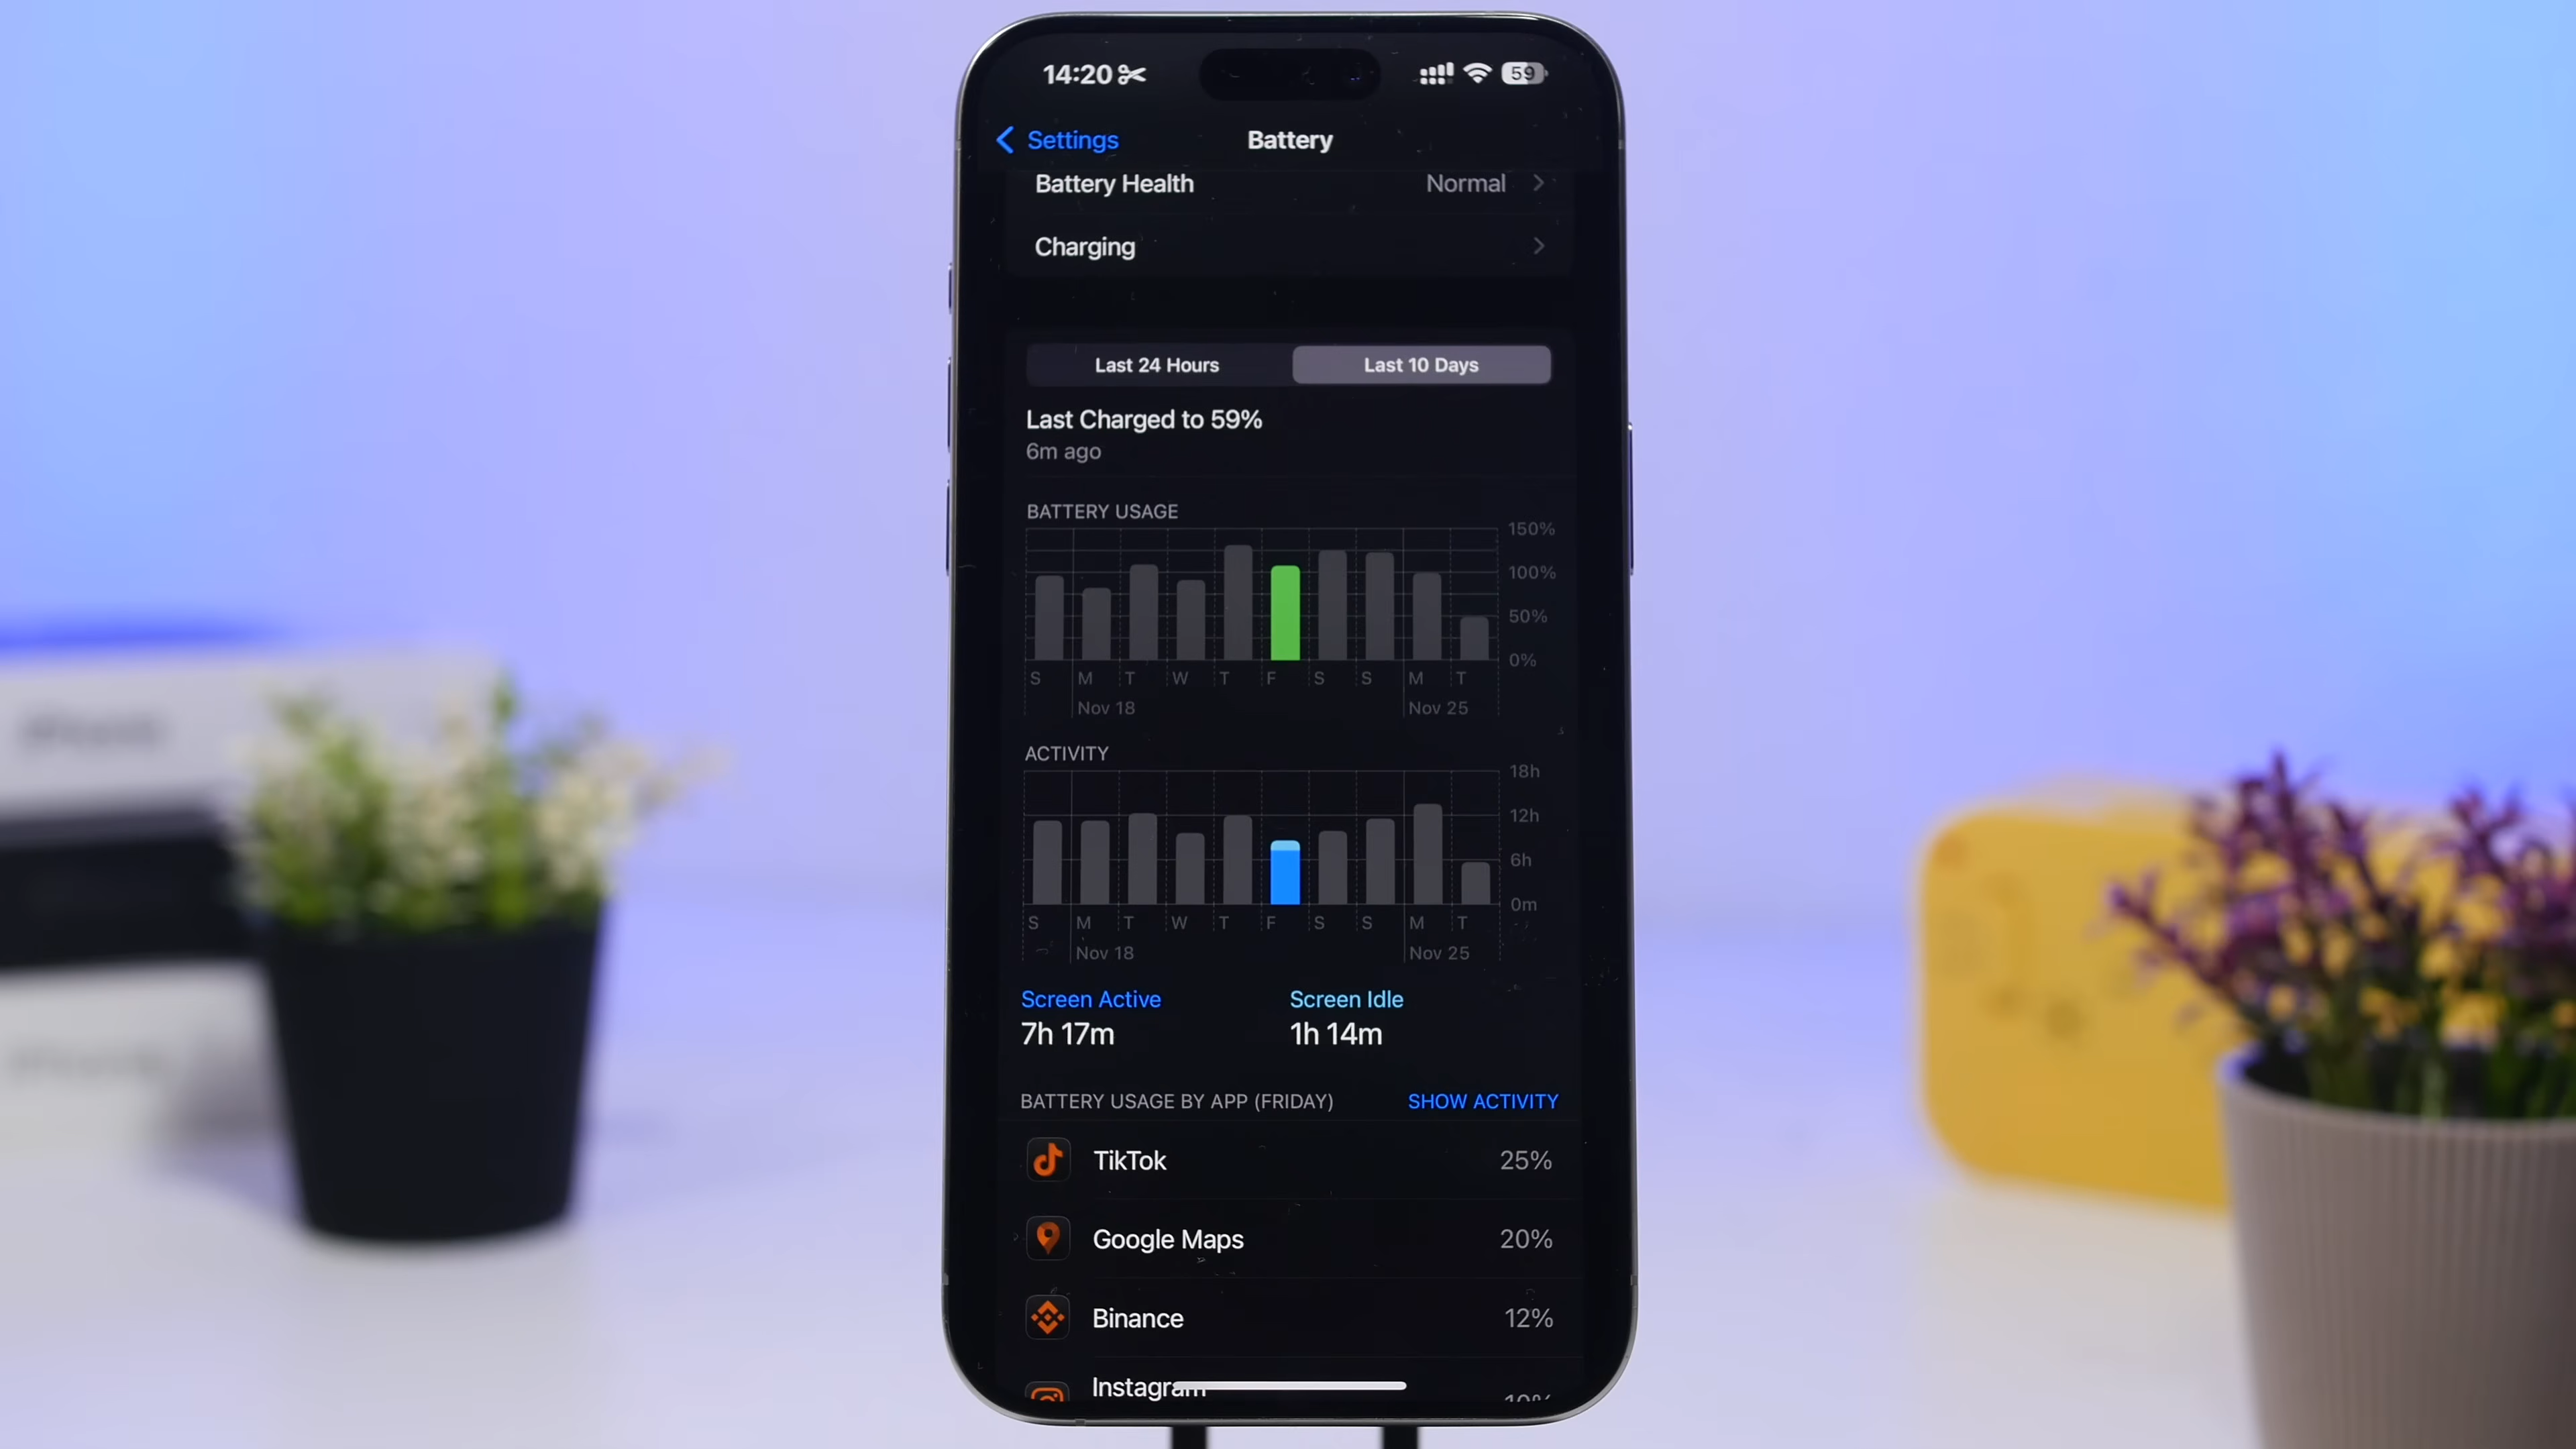 14:20
59
Settings
Battery
Battery Health Normal
Charging
Last 24 Hours Last 10 Days
Last Charged to 59%
6m ago
BATTERY USAGE
150%
100%
50%
0%
S M T W T F S S M T
Nov 18 Nov 25
ACTIVITY
18h
12h
6h
0m
S M T W T F S S M T
Nov 18 Nov 25
Screen Active Screen Idle
7h 17m 1h 14m
BATTERY USAGE BY APP (FRIDAY) SHOW ACTIVITY
TikTok 25%
Google Maps 20%
Binance 12%
Instagram